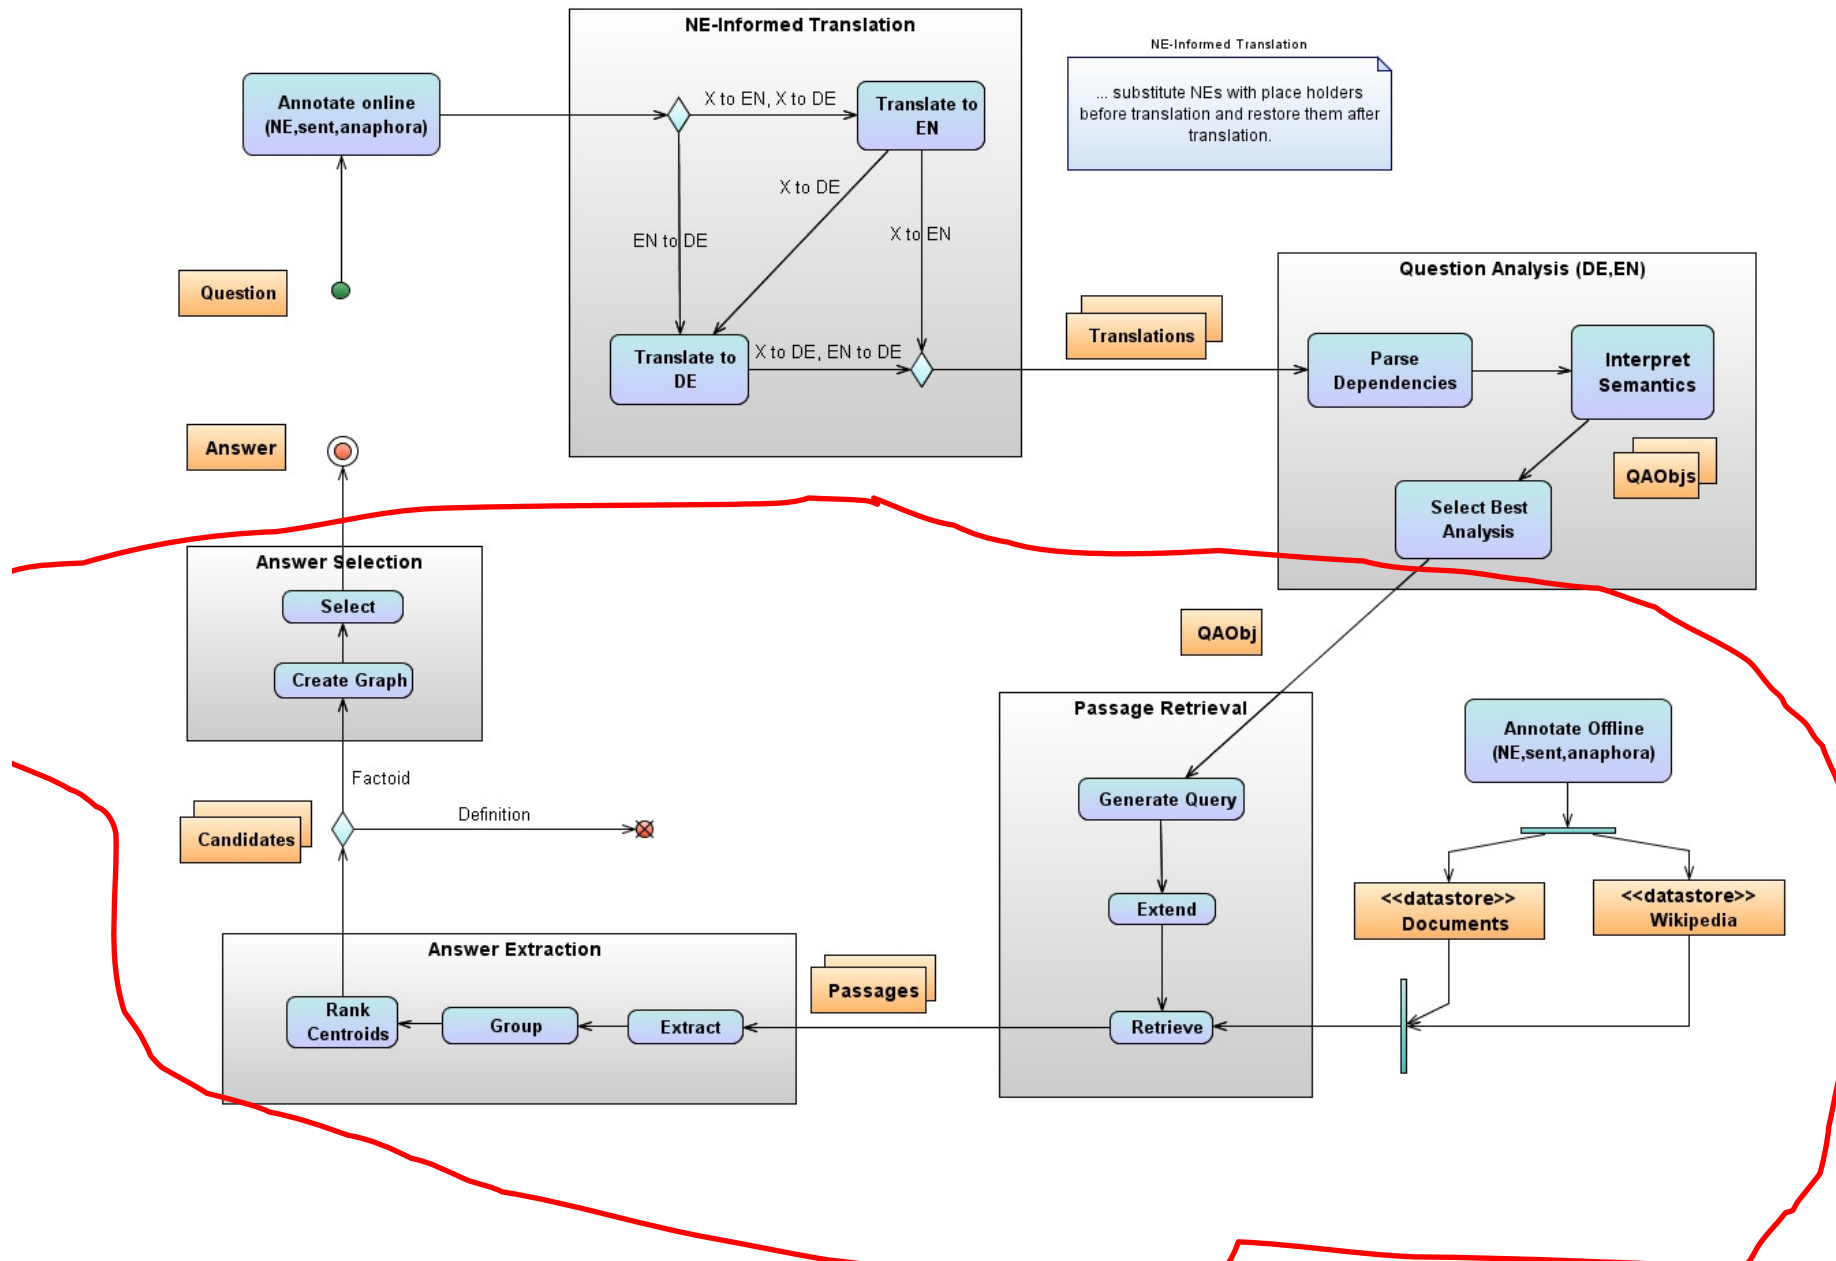 NE-Informed Translation
NE-Informed Translation
... substitute NEs with place holders
before translation and restore them after
translation.
Annotate online
(NE,sent,anaphora)
X to EN, X to DE
Translate to
EN
X to DE
EN to DE
X to EN
Question
Translate to
DE
X to DE, EN to DE
Translations
Question Analysis (DE,EN)
Parse
Dependencies
Interpret
Semantics
QAObjs
Select Best
Analysis
Answer
Answer Selection
Select
Create Graph
QAObj
Passage Retrieval
Generate Query
Extend
Retrieve
Annotate Offline
(NE,sent,anaphora)
<<datastore>>
Documents
<<datastore>>
Wikipedia
Factoid
Definition
Candidates
Answer Extraction
Rank
Centroids
Group
Extract
Passages